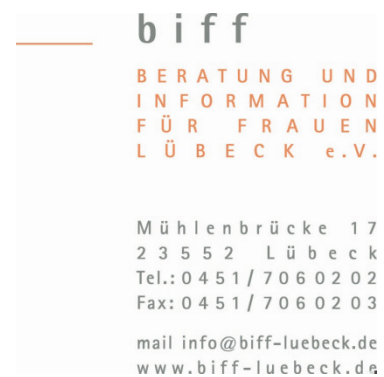 biff
BERATUNG UND
INFORMATION
FÜR FRAUEN
LÜBECK e.V.
Mühlenbrücke 17
23552 Lübeck
Tel.: 0451/7060202
Fax: 0451/7060203
mail info@biff-luebeck.de
www.biff-luebeck.de